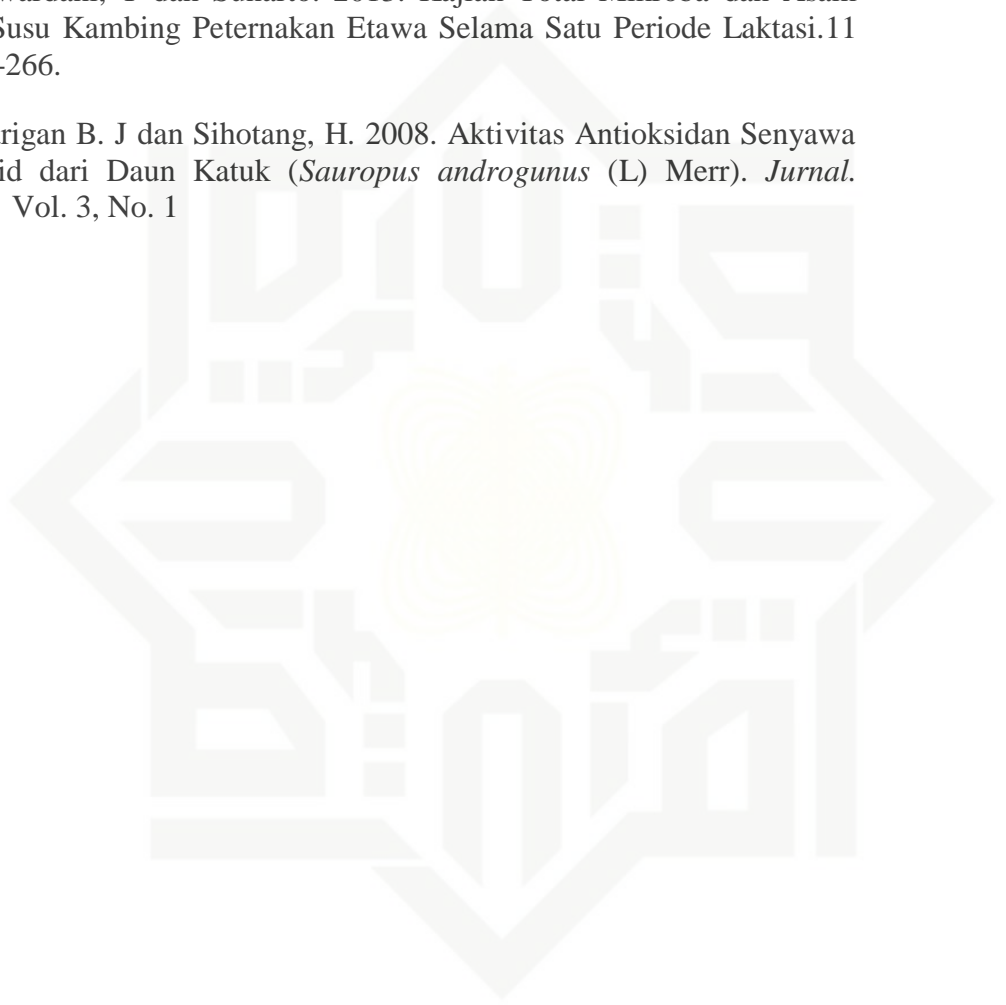 Susu Kambing Peternakan Etawa Selama Satu Periode Laktasi.11
-266.
rigan B. J dan Sihotang, H. 2008. Aktivitas Antioksidan Senyawa
id dari Daun Katuk (Sauropus androgunus (L) Merr). Jurnal.
Vol. 3, No. 1